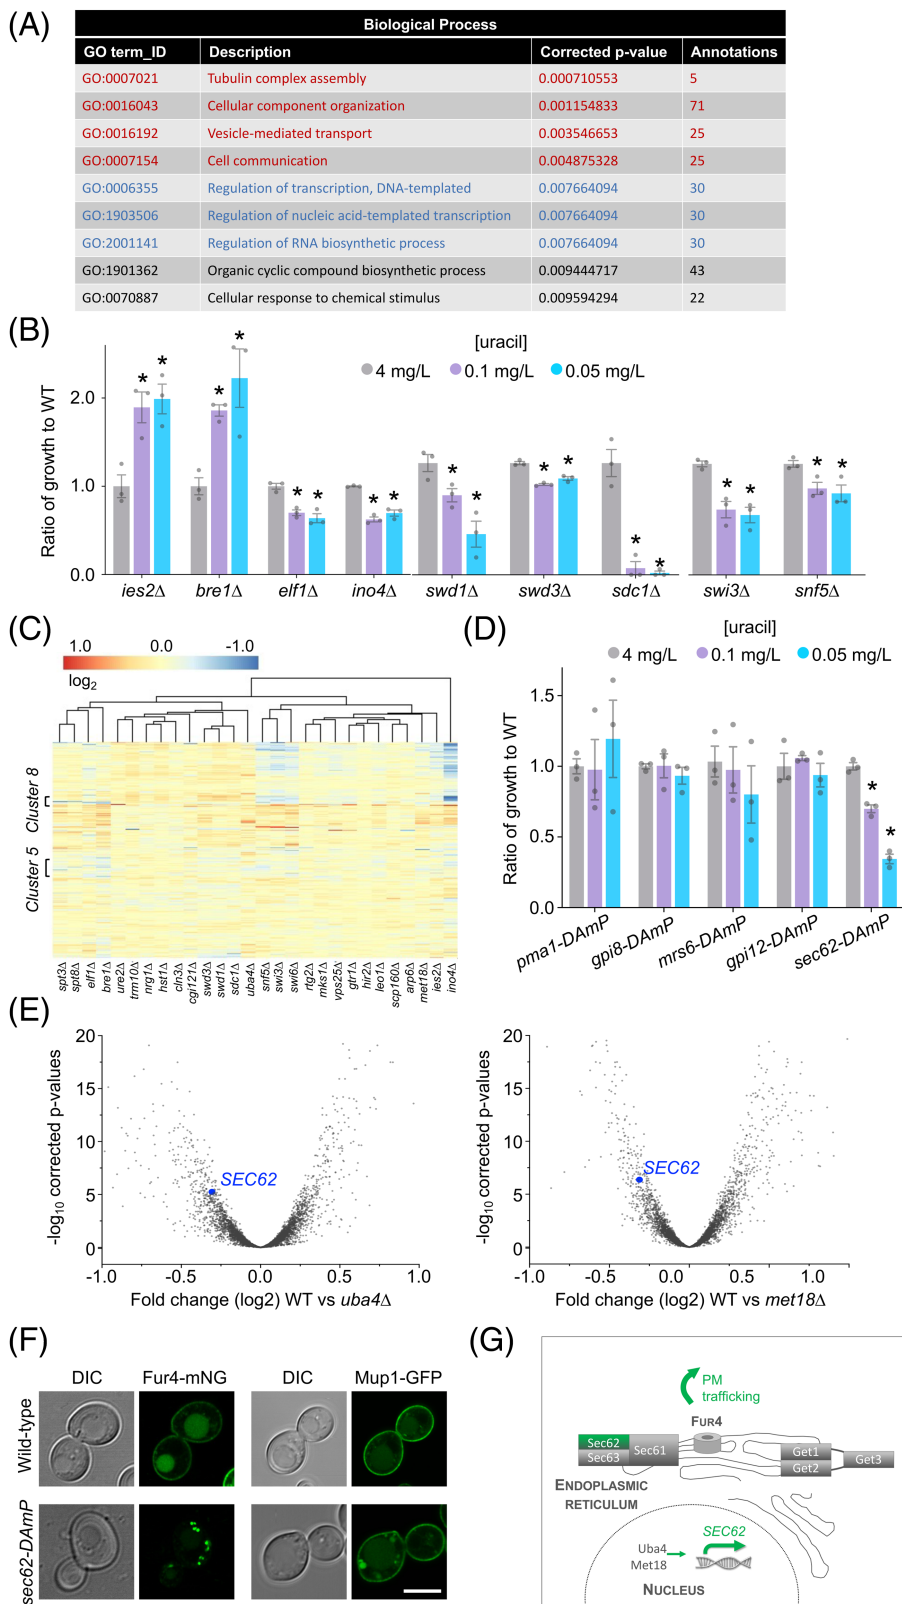 (A)
Biological Process
GO term_ID Description Corrected p-value Annotations
GO:0007021 Tubulin complex assembly 0.000710553 5
GO:0016043 Cellular component organization 0.001154833 71
GO:0016192 Vesicle-mediated transport 0.003546653 25
GO:0007154 Cell communication 0.004875328 25
GO:0006355 Regulation of transcription, DNA-templated 0.007664094 30
GO:1903506 Regulation of nucleic acid-templated transcription 0.007664094 30
GO:2001141 Regulation of RNA biosynthetic process 0.007664094 30
GO:1901362 Organic cyclic compound biosynthetic process 0.009444717 43
GO:0070887 Cellular response to chemical stimulus 0.009594294 22
(B)
[uracil]
4 mg/L 0.1 mg/L 0.05 mg/L
Ratio of growth to WT
2.0
1.0
0.0
* * * * * * * * * * * * * * * * * *
ies2Δ bre1Δ elf1Δ ino4Δ swd1Δ swd3Δ sdc1Δ swi3Δ snf5Δ
(C)
1.0 0.0 -1.0
log2
Cluster 8
Cluster 5
spt3Δ spt8Δ elf1Δ bre1Δ ure2Δ trm10Δ nrg1Δ hst1Δ cln3Δ cgi121Δ swd3Δ swd1Δ sdc1Δ uba4Δ snf5Δ swi3Δ swi6Δ rtg2Δ mks1Δ vps25Δ gtr1Δ hir2Δ leo1Δ scp160Δ arp6Δ met18Δ ies2Δ ino4Δ
(D)
[uracil]
4 mg/L 0.1 mg/L 0.05 mg/L
Ratio of growth to WT
1.5
1.0
0.5
0.0
* *
pma1-DAmP gpi8-DAmP mrs6-DAmP gpi12-DAmP sec62-DAmP
(E)
-log10 corrected p-values
20
15
10
5
0
SEC62
-1.0 -0.5 0.0 0.5 1.0
Fold change (log2) WT vs uba4Δ
-log10 corrected p-values
20
15
10
5
0
SEC62
-1.0 -0.5 0.0 0.5 1.0
Fold change (log2) WT vs met18Δ
(F)
DIC Fur4-mNG DIC Mup1-GFP
Wild-type
sec62-DAmP
(G)
PM
trafficking
FUR4
Sec62
Sec61
Sec63
Get1
Get2
Get3
ENDOPLASMIC
RETICULUM
SEC62
Uba4
Met18
NUCLEUS